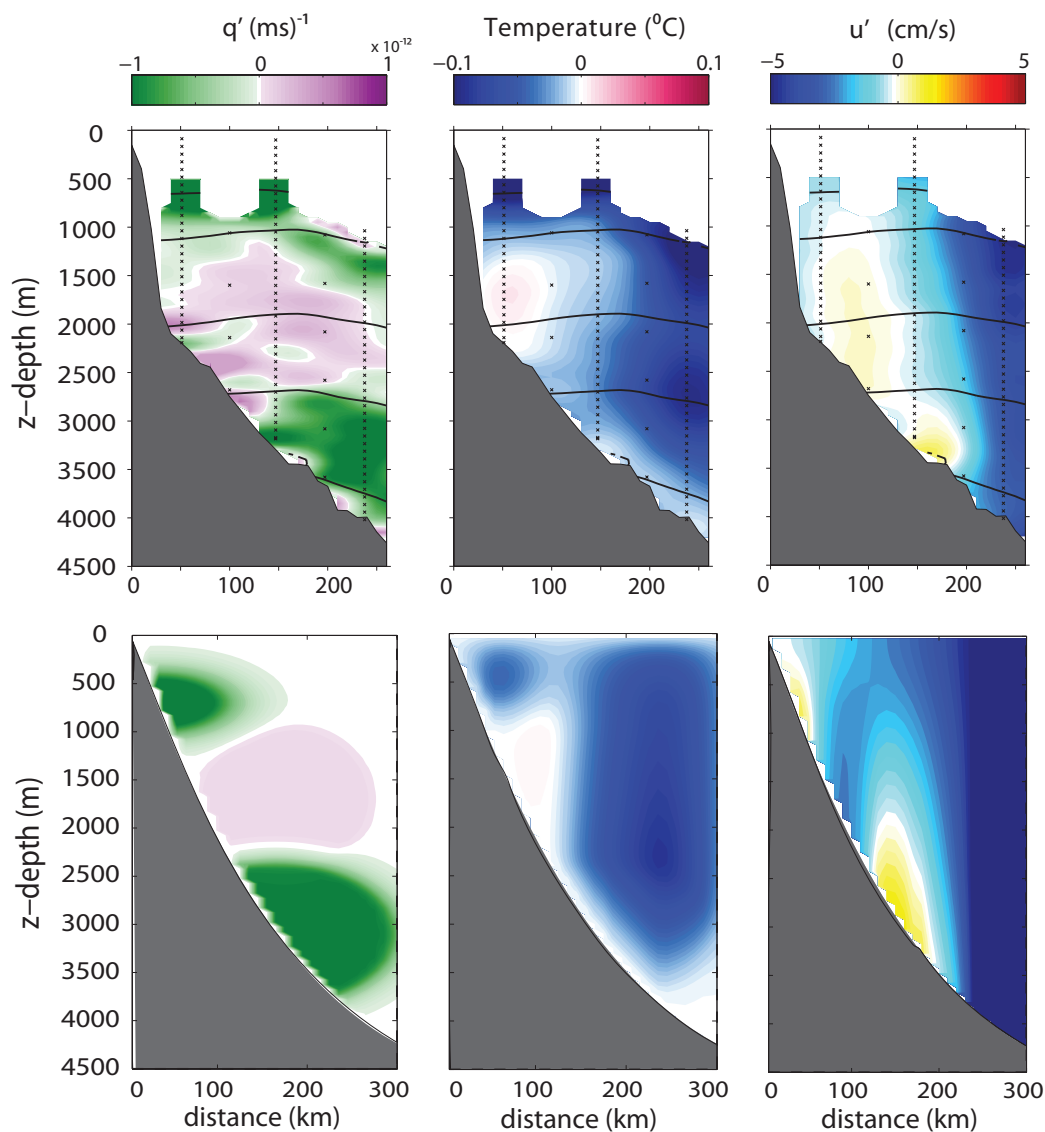 q' (ms)⁻¹ Temperature (⁰C) u' (cm/s)
x 10⁻¹²
−1 0 1 −0.1 0 0.1 −5 0 5
0
500
1000
1500
2000
2500
3000
3500
4000
4500
z−depth (m)
0 100 200 0 100 200 0 100 200
0
500
1000
1500
2000
2500
3000
3500
4000
4500
z−depth (m)
0 100 200 300 0 100 200 300 0 100 200 300
distance (km) distance (km) distance (km)